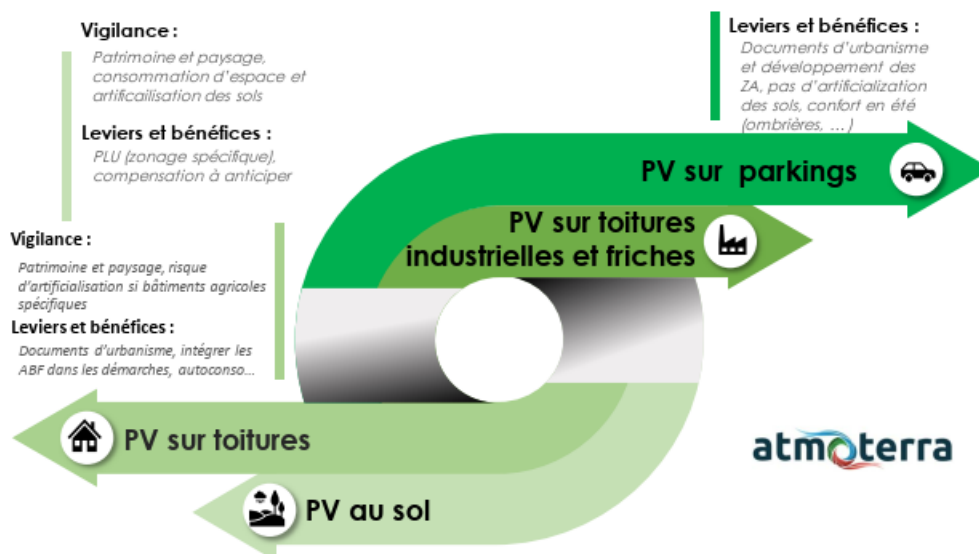 Vigilance :
Patrimoine et paysage,
consommation d'espace et
artificailisation des sols
Leviers et bénéfices :
PLU (zonage spécifique),
compensation à anticiper
Leviers et bénéfices :
Documents d'urbanisme
et développement des
ZA, pas d'artificialization
des sols, confort en été
(ombrières, ...)
PV sur parkings
PV sur toitures
industrielles et friches
Vigilance :
Patrimoine et paysage, risque
d'artificialisation si bâtiments agricoles
spécifiques
Leviers et bénéfices :
Documents d'urbanisme, intégrer les
ABF dans les démarches, autoconso...
PV sur toitures
PV au sol
atmoterra